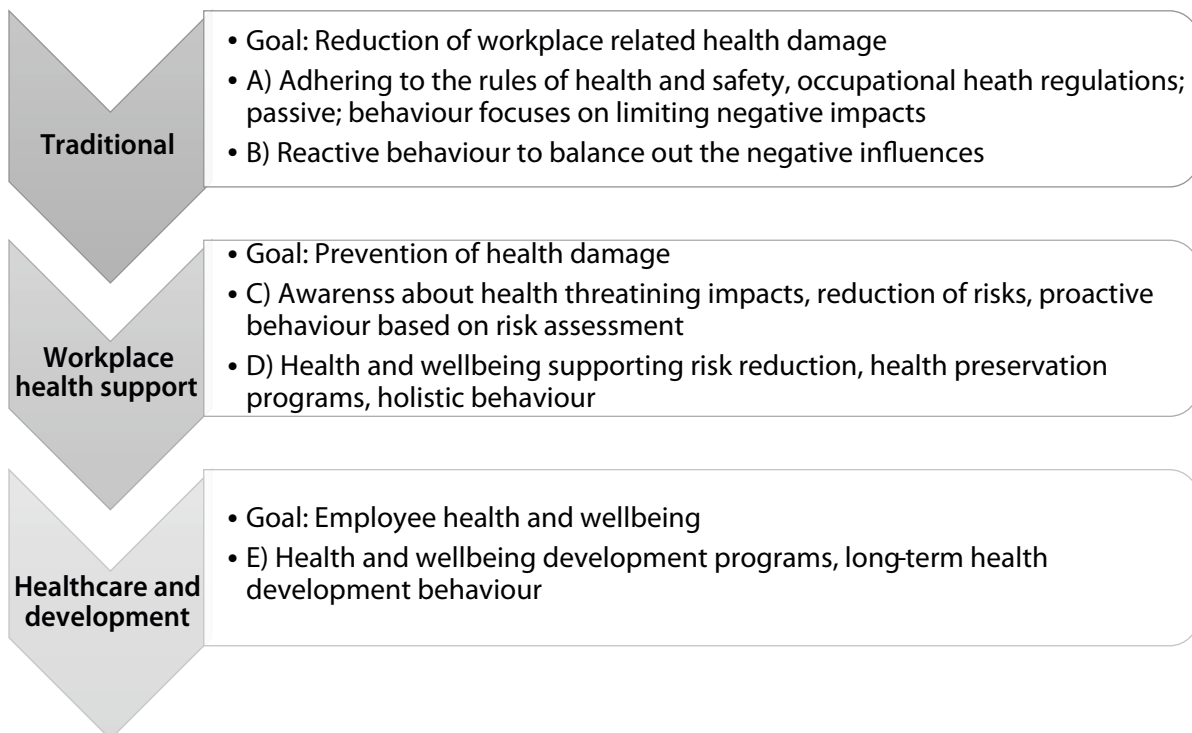 Traditional
• Goal: Reduction of workplace related health damage
• A) Adhering to the rules of health and safety, occupational heath regulations;
passive; behaviour focuses on limiting negative impacts
• B) Reactive behaviour to balance out the negative influences
Workplace
health support
• Goal: Prevention of health damage
• C) Awarenss about health threatining impacts, reduction of risks, proactive
behaviour based on risk assessment
• D) Health and wellbeing supporting risk reduction, health preservation
programs, holistic behaviour
Healthcare and
development
• Goal: Employee health and wellbeing
• E) Health and wellbeing development programs, long-term health
development behaviour